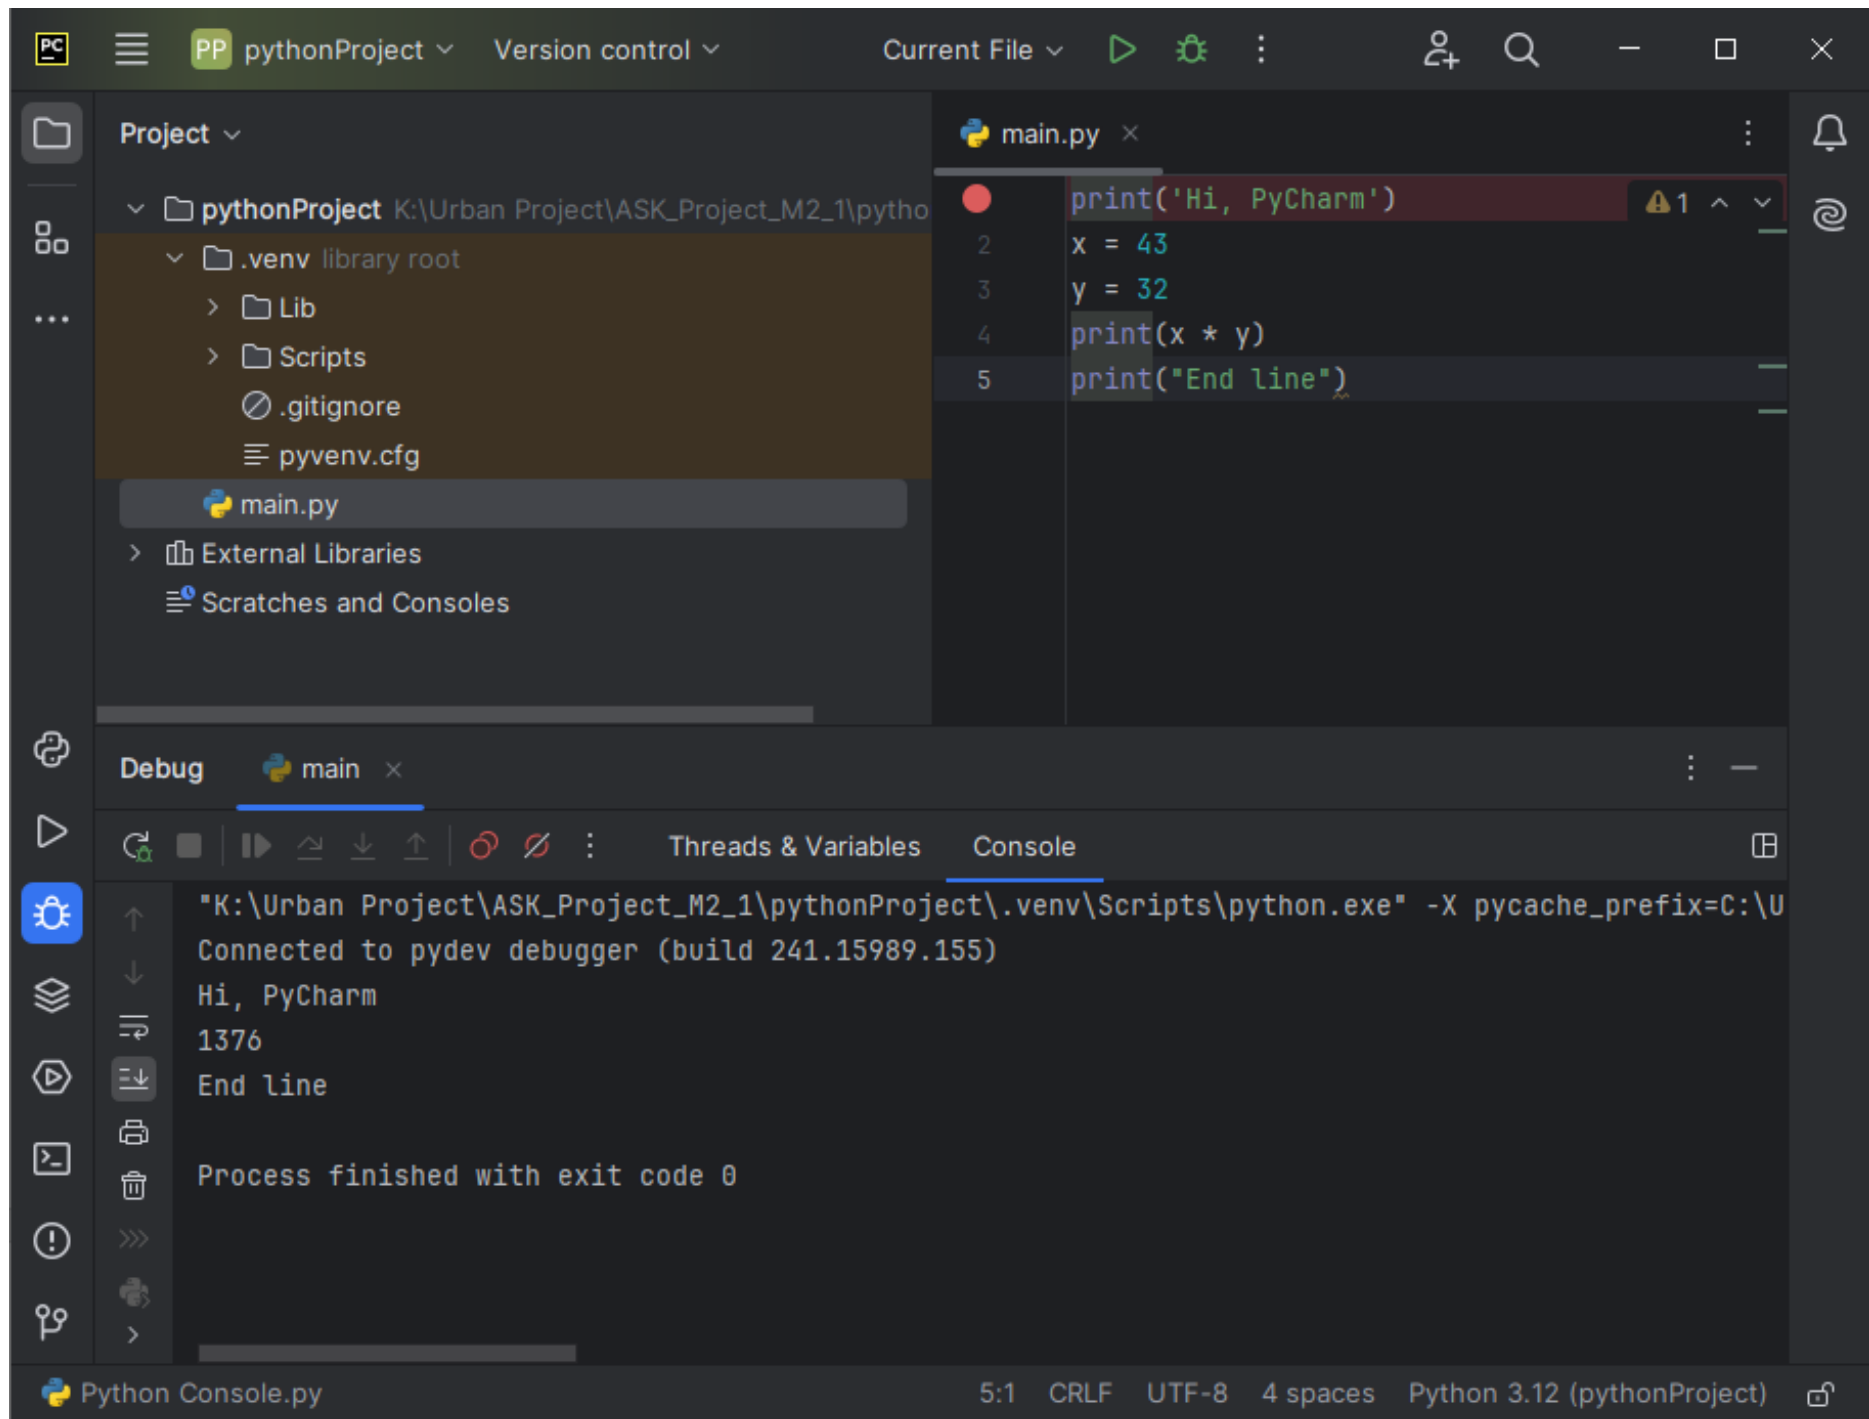 PC
PP pythonProject Version control Current File
Project
main.py
pythonProject K:\Urban Project\ASK_Project_M2_1\pytho
.venv library root
Lib
Scripts
.gitignore
pyvenv.cfg
main.py
External Libraries
Scratches and Consoles
print('Hi, PyCharm') 1
2 x = 43
3 y = 32
4 print(x * y)
5 print("End line")
Debug main
Threads & Variables Console
"K:\Urban Project\ASK_Project_M2_1\pythonProject\.venv\Scripts\python.exe" -X pycache_prefix=C:\U
Connected to pydev debugger (build 241.15989.155)
Hi, PyCharm
1376
End line
Process finished with exit code 0
Python Console.py 5:1 CRLF UTF-8 4 spaces Python 3.12 (pythonProject)